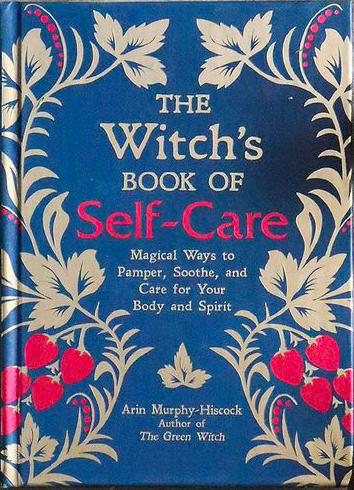 THE
Witch's
BOOK OF
Self-Care
Magical Ways to
Pamper, Soothe, and
Care for Your
Body and Spirit
Arin Murphy-Hiscock
Author of
The Green Witch